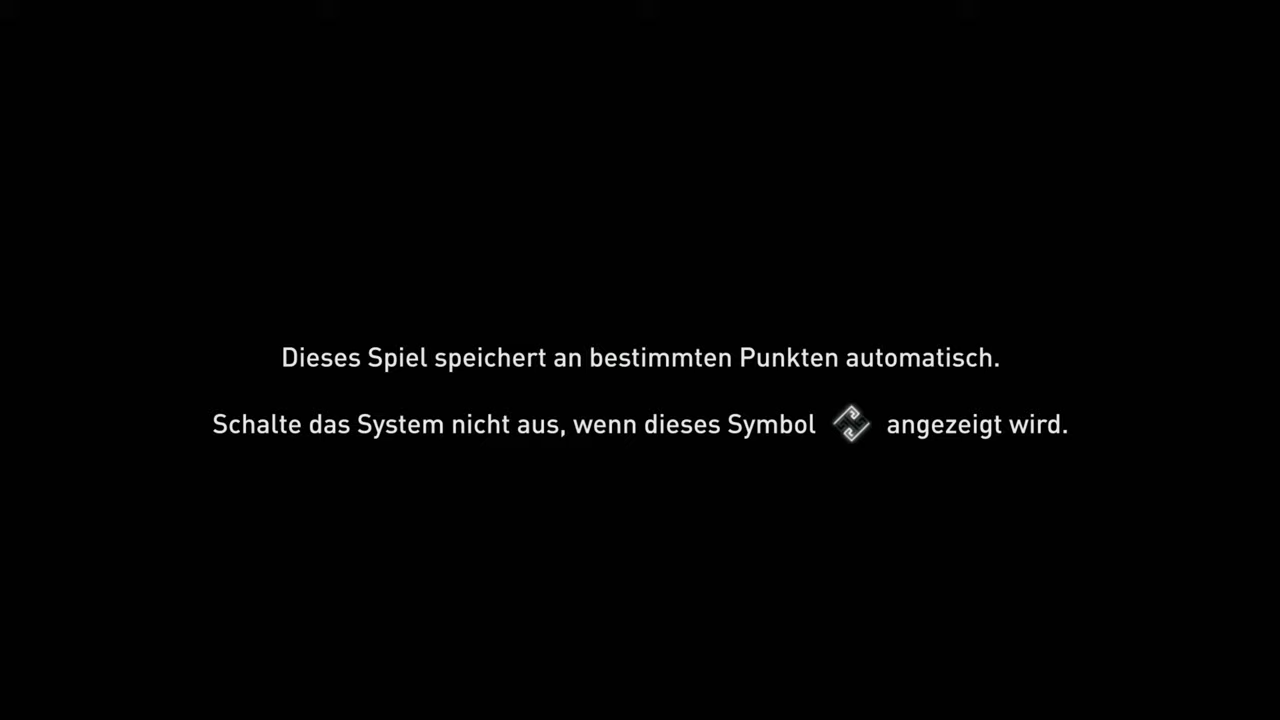 Dieses Spiel speichert an bestimmten Punkten automatisch.
Schalte das System nicht aus, wenn dieses Symbol angezeigt wird.